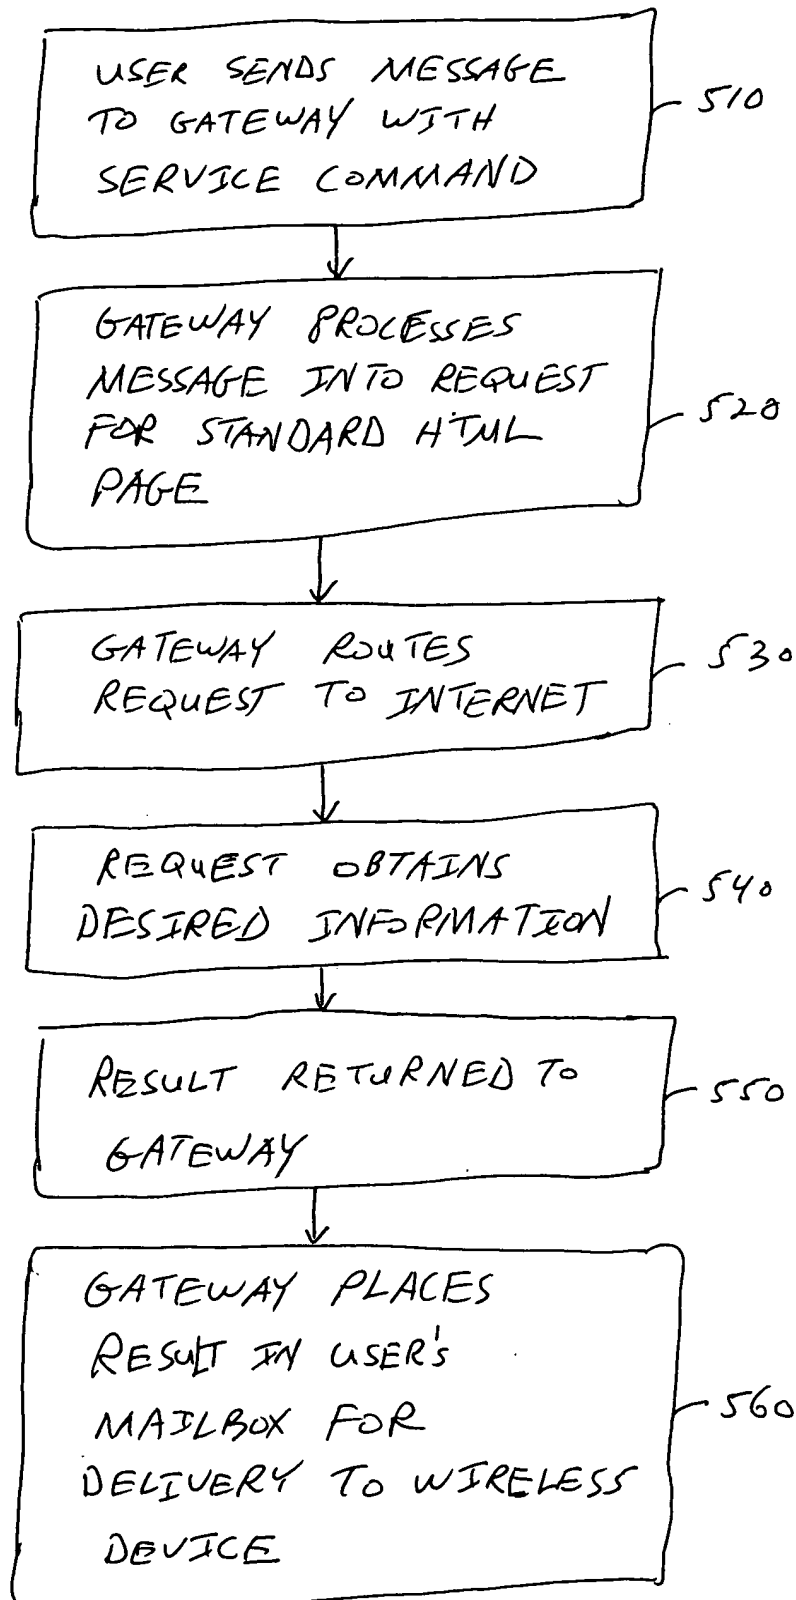 USER SENDS MESSAGE
TO GATEWAY WITH
SERVICE COMMAND
510
GATEWAY PROCESSES
MESSAGE INTO REQUEST
FOR STANDARD HTML
PAGE
520
GATEWAY ROUTES
REQUEST TO INTERNET
530
REQUEST OBTAINS
DESIRED INFORMATION
540
RESULT RETURNED TO
GATEWAY
550
GATEWAY PLACES
RESULT IN USER'S
MAILBOX FOR
DELIVERY TO WIRELESS
DEVICE
560